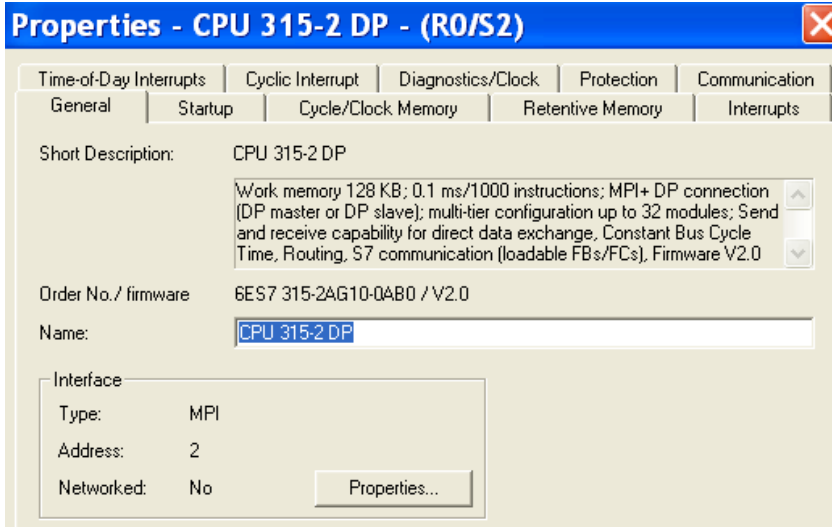 Properties - CPU 315-2 DP - (R0/S2)
Time-of-Day Interrupts Cyclic Interrupt Diagnostics/Clock Protection Communication
General Startup Cycle/Clock Memory Retentive Memory Interrupts
Short Description: CPU 315-2 DP
Work memory 128 KB; 0.1 ms/1000 instructions; MPI+ DP connection
(DP master or DP slave); multi-tier configuration up to 32 modules; Send
and receive capability for direct data exchange, Constant Bus Cycle
Time, Routing, S7 communication (loadable FBs/FCs), Firmware V2.0
Order No./ firmware 6ES7 315-2AG10-0AB0 / V2.0
Name: CPU 315-2 DP
Interface
Type: MPI
Address: 2
Networked: No Properties...